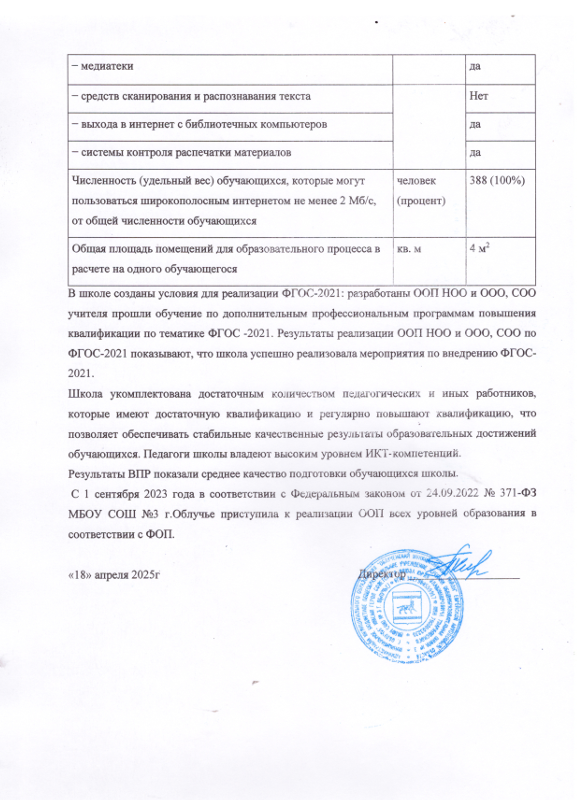 − медиатеки да
− средств сканирования и распознавания текста Нет
− выхода в интернет с библиотечных компьютеров да
− системы контроля распечатки материалов да
Численность (удельный вес) обучающихся, которые могут человек 388 (100%)
пользоваться широкополосным интернетом не менее 2 Мб/с, (процент)
от общей численности обучающихся
Общая площадь помещений для образовательного процесса в кв. м 4 м²
расчете на одного обучающегося
В школе созданы условия для реализации ФГОС-2021: разработаны ООП НОО и ООО, СОО
учителя прошли обучение по дополнительным профессиональным программам повышения
квалификации по тематике ФГОС -2021. Результаты реализации ООП НОО и ООО, СОО по
ФГОС-2021 показывают, что школа успешно реализовала мероприятия по внедрению ФГОС-
2021.
Школа укомплектована достаточным количеством педагогических и иных работников,
которые имеют достаточную квалификацию и регулярно повышают квалификацию, что
позволяет обеспечивать стабильные качественные результаты образовательных достижений
обучающихся. Педагоги школы владеют высоким уровнем ИКТ-компетенций.
Результаты ВПР показали среднее качество подготовки обучающихся школы.
С 1 сентября 2023 года в соответствии с Федеральным законом от 24.09.2022 № 371-ФЗ
МБОУ СОШ №3 г.Облучье приступила к реализации ООП всех уровней образования в
соответствии с ФОП.
«18» апреля 2025г Директор